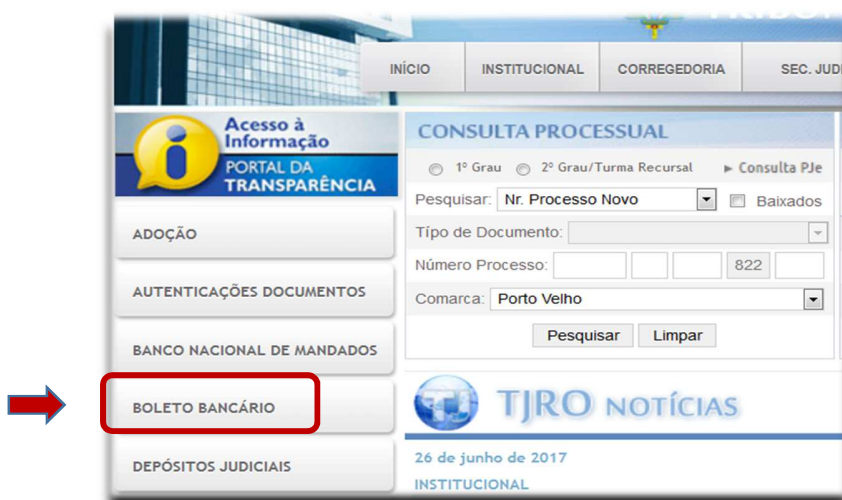 INÍCIO INSTITUCIONAL CORREGEDORIA SEC. JUDI
Acesso à
Informação
PORTAL DA
TRANSPARÊNCIA
ADOÇÃO
AUTENTICAÇÕES DOCUMENTOS
BANCO NACIONAL DE MANDADOS
BOLETO BANCÁRIO
DEPÓSITOS JUDICIAIS
CONSULTA PROCESSUAL
1º Grau 2º Grau/Turma Recursal ► Consulta PJe
Pesquisar: Nr. Processo Novo Baixados
Tipo de Documento:
Número Processo: 822
Comarca: Porto Velho
Pesquisar Limpar
TJ TJRO NOTÍCIAS
26 de junho de 2017
INSTITUCIONAL